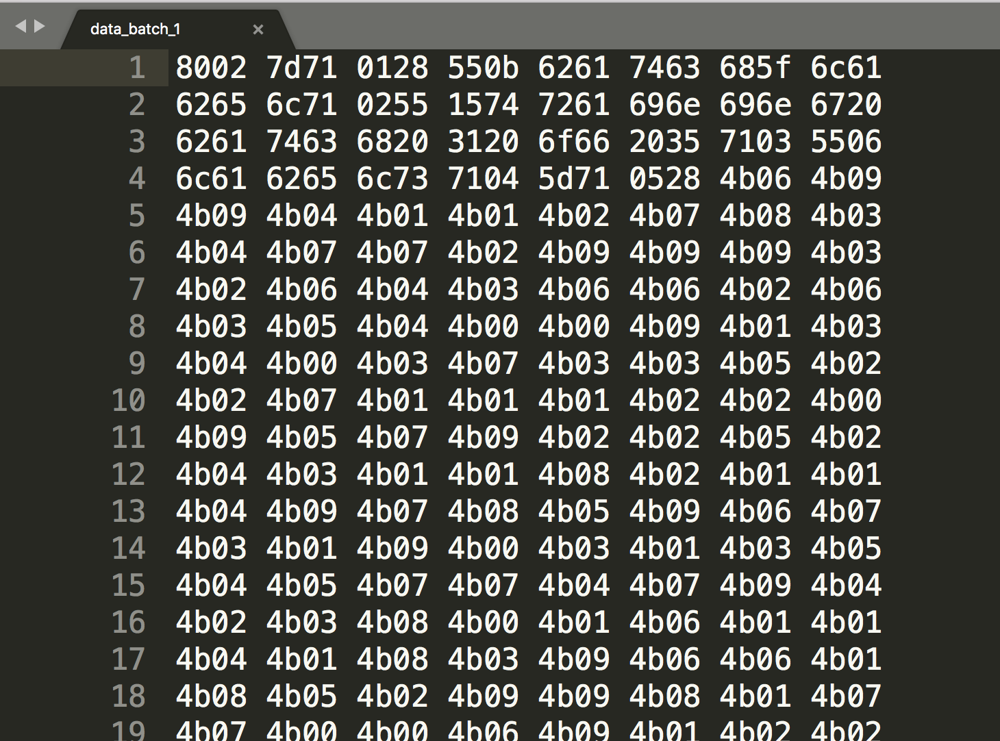 data_batch_1 ×
1 8002 7d71 0128 550b 6261 7463 685f 6c61
2 6265 6c71 0255 1574 7261 696e 696e 6720
3 6261 7463 6820 3120 6f66 2035 7103 5506
4 6c61 6265 6c73 7104 5d71 0528 4b06 4b09
5 4b09 4b04 4b01 4b01 4b02 4b07 4b08 4b03
6 4b04 4b07 4b07 4b02 4b09 4b09 4b09 4b03
7 4b02 4b06 4b04 4b03 4b06 4b06 4b02 4b06
8 4b03 4b05 4b04 4b00 4b00 4b09 4b01 4b03
9 4b04 4b00 4b03 4b07 4b03 4b03 4b05 4b02
10 4b02 4b07 4b01 4b01 4b01 4b02 4b02 4b00
11 4b09 4b05 4b07 4b09 4b02 4b02 4b05 4b02
12 4b04 4b03 4b01 4b01 4b08 4b02 4b01 4b01
13 4b04 4b09 4b07 4b08 4b05 4b09 4b06 4b07
14 4b03 4b01 4b09 4b00 4b03 4b01 4b03 4b05
15 4b04 4b05 4b07 4b07 4b04 4b07 4b09 4b04
16 4b02 4b03 4b08 4b00 4b01 4b06 4b01 4b01
17 4b04 4b01 4b08 4b03 4b09 4b06 4b06 4b01
18 4b08 4b05 4b02 4b09 4b09 4b08 4b01 4b07
19 4b07 4b00 4b00 4b06 4b09 4b01 4b02 4b02